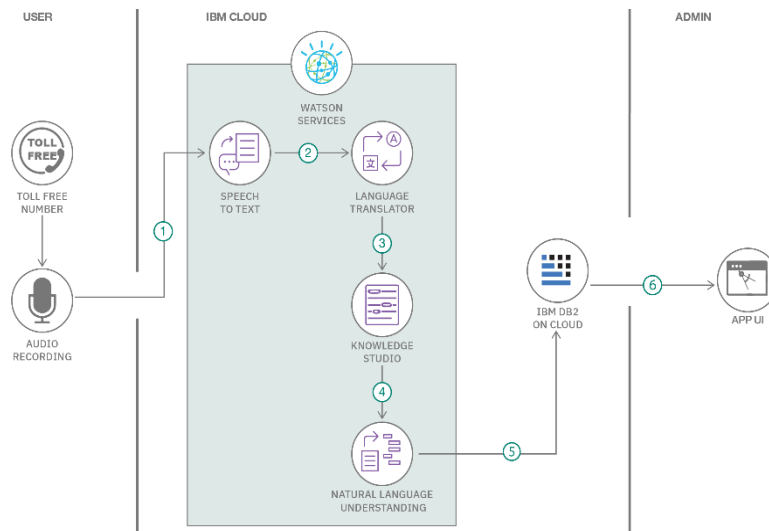 USER
IBM CLOUD
ADMIN
WATSON
SERVICES
TOLL
FREE
TOLL FREE
NUMBER
1
SPEECH
TO TEXT
2
A
文
LANGUAGE
TRANSLATOR
3
AUDIO
RECORDING
KNOWLEDGE
STUDIO
4
NATURAL LANGUAGE
UNDERSTANDING
5
IBM DB2
ON CLOUD
6
APP UI